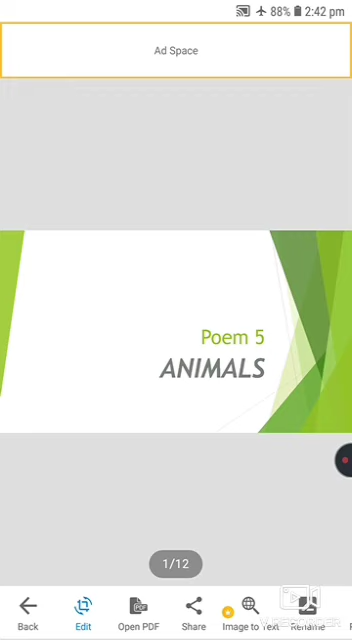 88% 2:42 pm
Ad Space
Poem 5
ANIMALS
1/12
Back Edit Open PDF Share Image to Text Rename
PDF